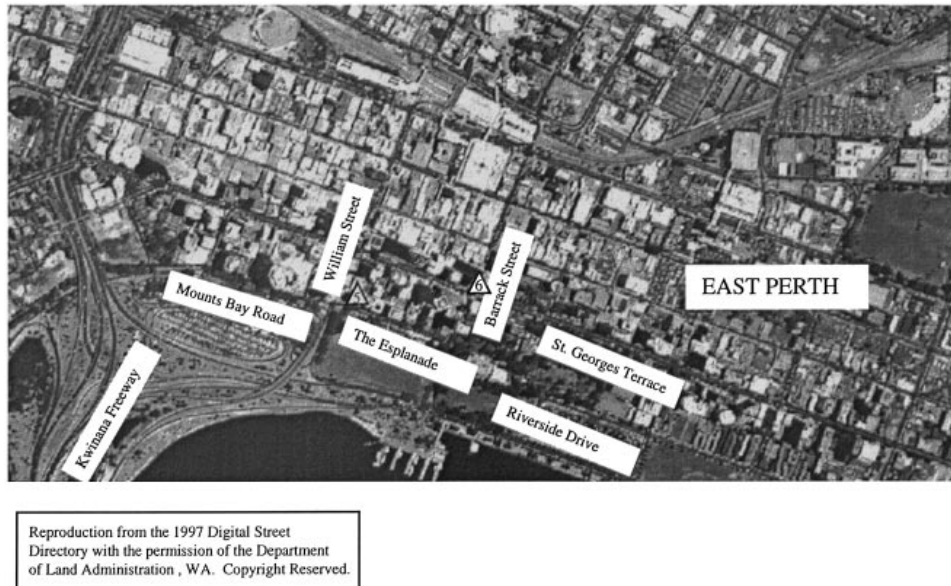 William Street
6
Barrack Street
EAST PERTH
Mounts Bay Road
The Esplanade
St. Georges Terrace
Kwinana Freeway
Riverside Drive
Reproduction from the 1997 Digital Street
Directory with the permission of the Department
of Land Administration , WA. Copyright Reserved.